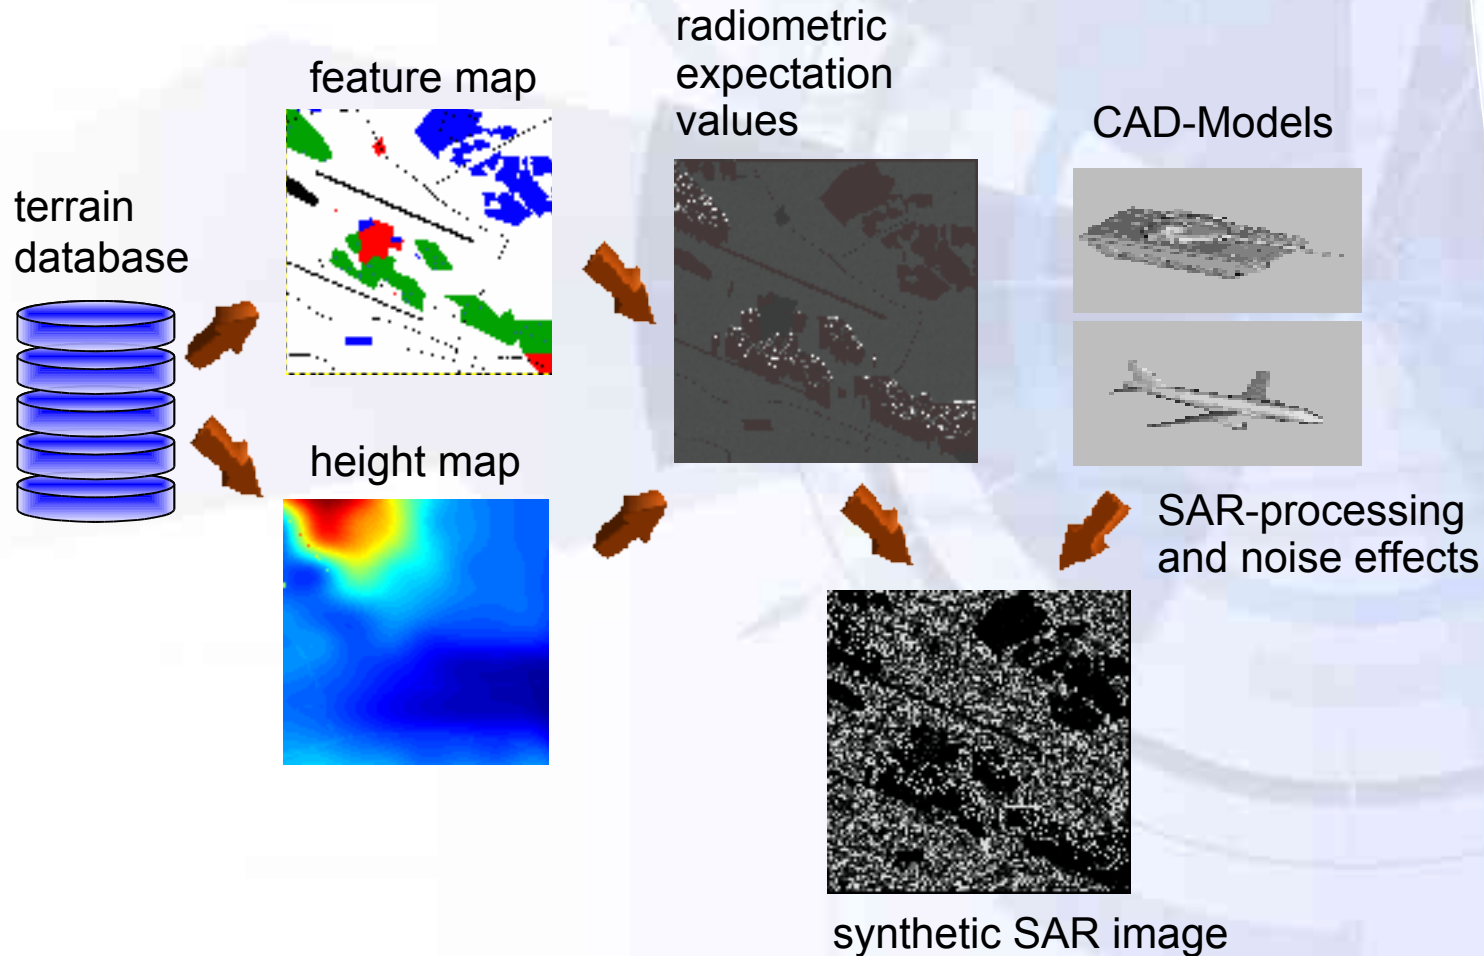 terrain
database
feature map
height map
radiometric
expectation
values
CAD-Models
SAR-processing
and noise effects
synthetic SAR image